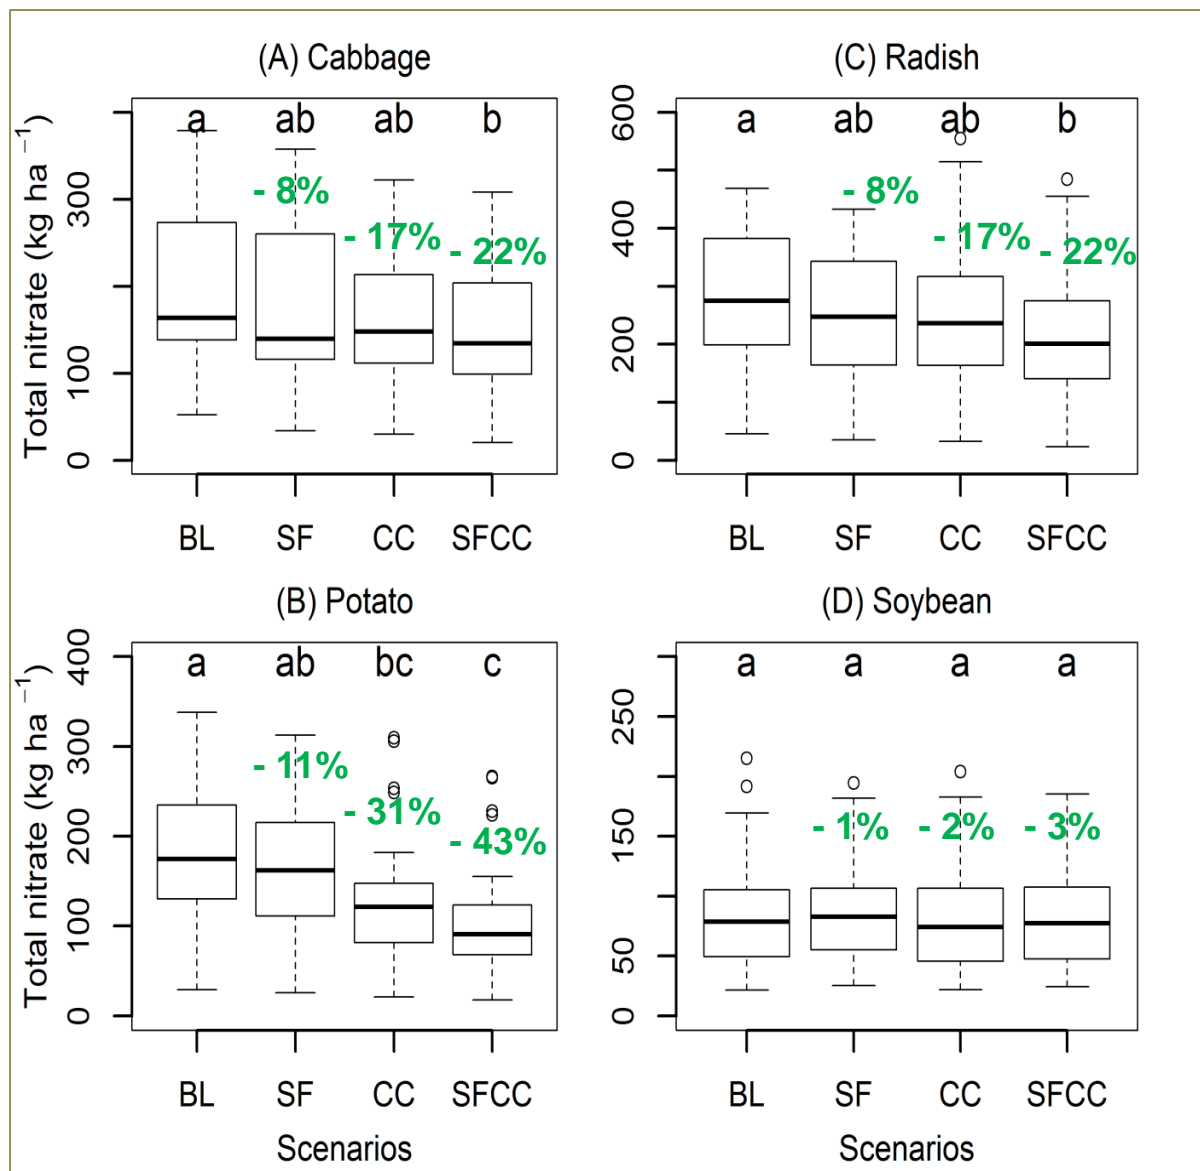 (A) Cabbage
Total nitrate (kg ha⁻¹)
0
100
300
a ab ab b
- 8%
- 17%
- 22%
BL SF CC SFCC
(C) Radish
0
200
400
600
a ab ab b
- 8%
- 17%
- 22%
BL SF CC SFCC
(B) Potato
Total nitrate (kg ha⁻¹)
0
100
200
300
400
a ab bc c
- 11%
- 31%
- 43%
BL SF CC SFCC
Scenarios
(D) Soybean
0
50
150
250
a a a a
- 1% - 2% - 3%
BL SF CC SFCC
Scenarios